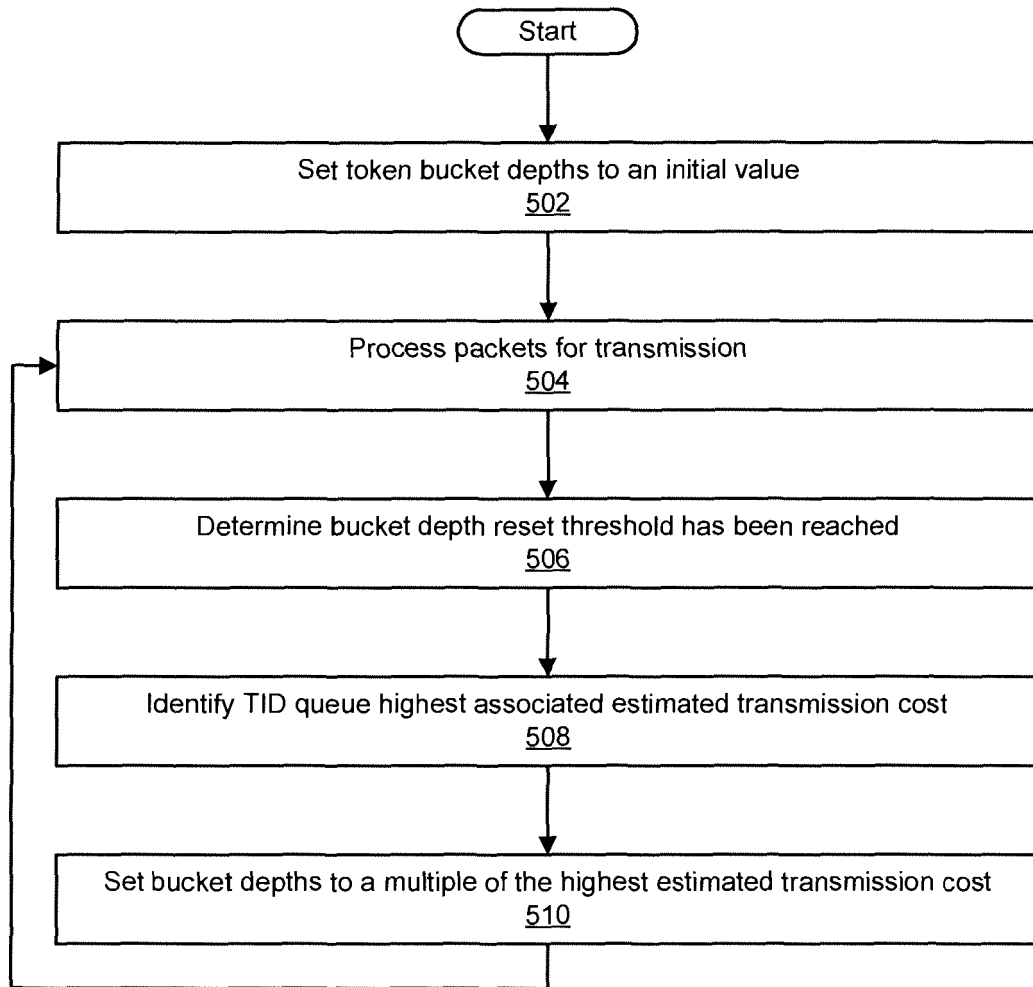 Start
Set token bucket depths to an initial value
502
Process packets for transmission
504
Determine bucket depth reset threshold has been reached
506
Identify TID queue highest associated estimated transmission cost
508
Set bucket depths to a multiple of the highest estimated transmission cost
510